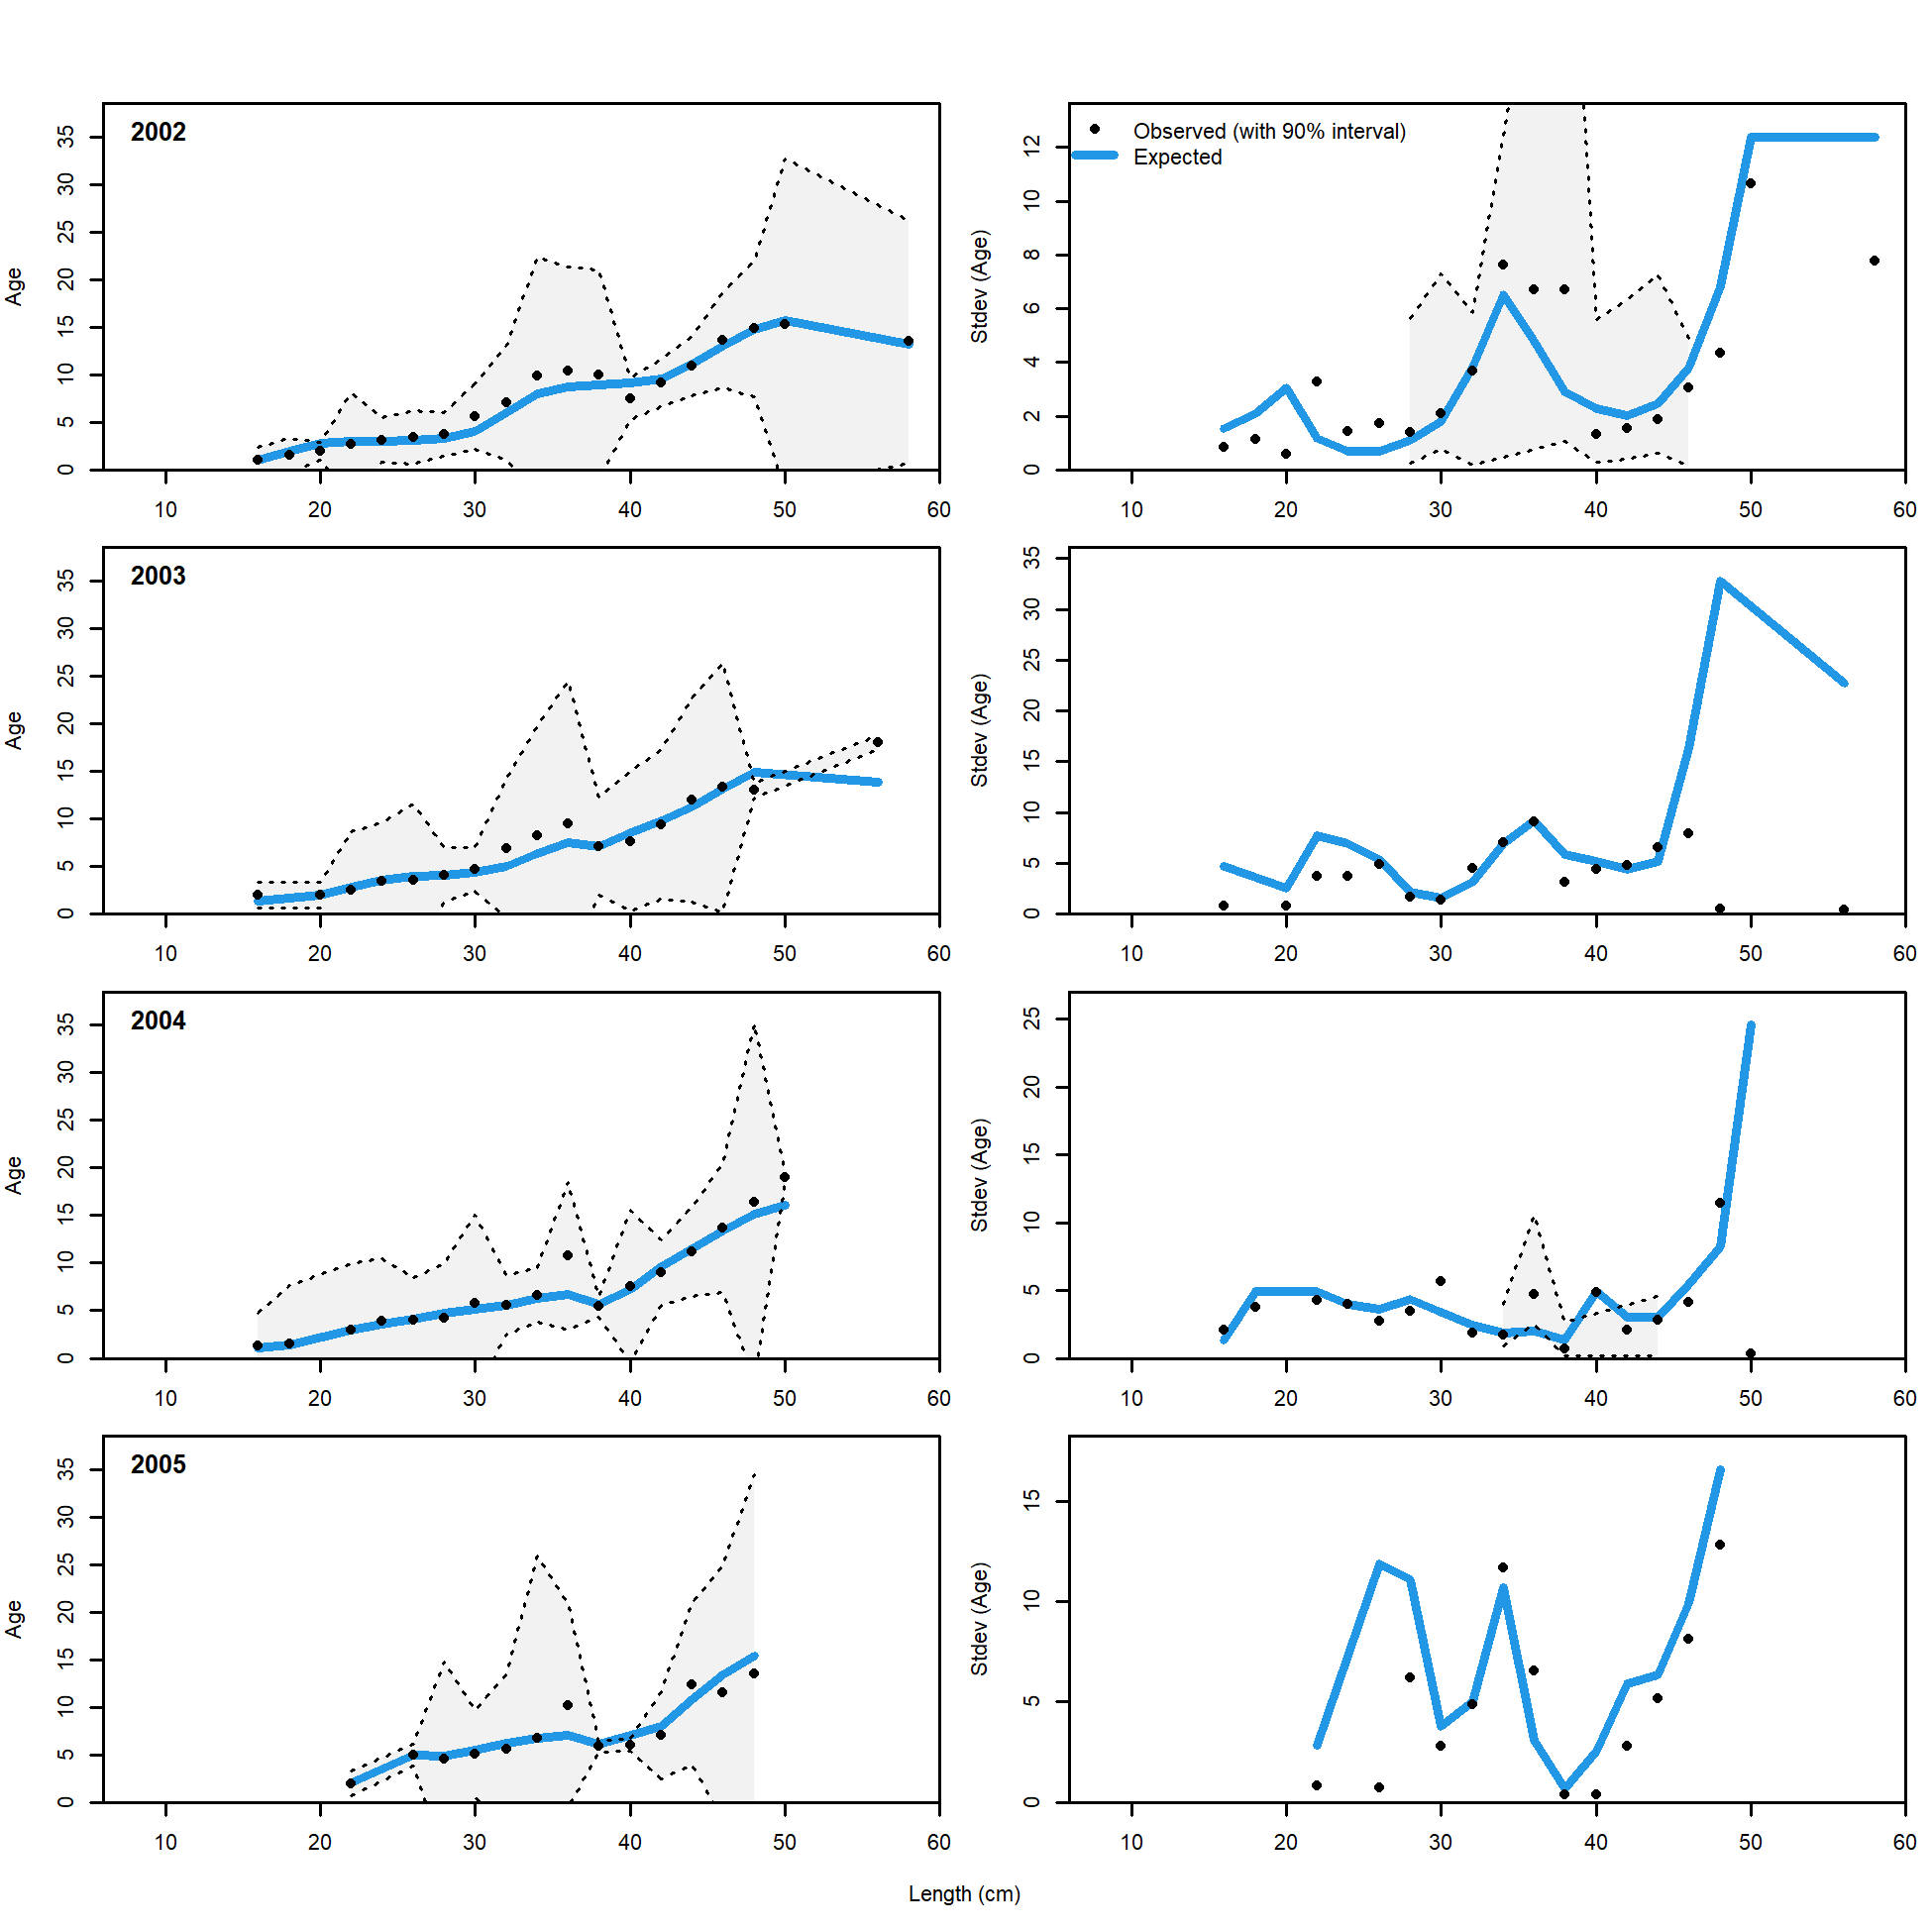 2002
Age
0 5 10 15 20 25 30 35
10 20 30 40 50 60
Observed (with 90% interval)
Expected
Stdev (Age)
0 2 4 6 8 10 12
10 20 30 40 50 60
2003
Age
0 5 10 15 20 25 30 35
10 20 30 40 50 60
Stdev (Age)
0 5 10 15 20 25 30 35
10 20 30 40 50 60
2004
Age
0 5 10 15 20 25 30 35
10 20 30 40 50 60
Stdev (Age)
0 5 10 15 20 25
10 20 30 40 50 60
2005
Age
0 5 10 15 20 25 30 35
10 20 30 40 50 60
Stdev (Age)
0 5 10 15
10 20 30 40 50 60
Length (cm)